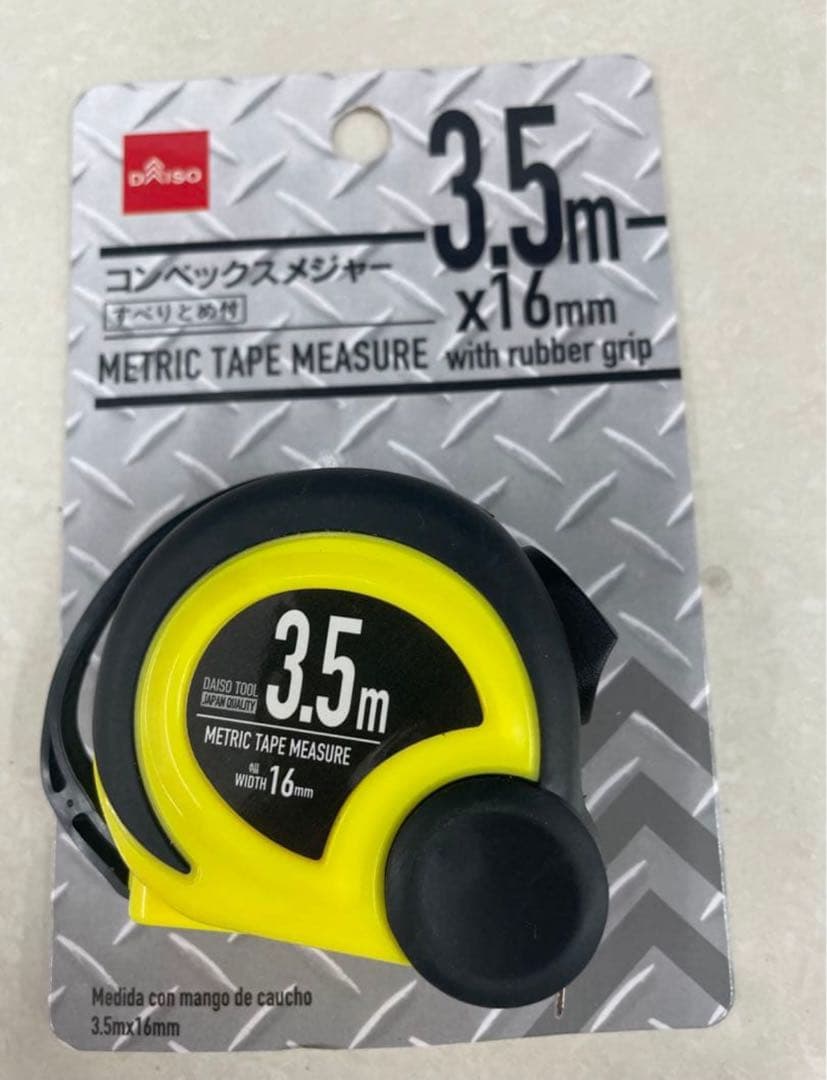 DAISO
3.5m
コンベックスメジャー
すべりとめ付
x16mm
METRIC TAPE MEASURE with rubber grip
3.5m
DAISO TOOL
JAPAN QUALITY
METRIC TAPE MEASURE
幅
WIDTH 16mm
Medida con mango de caucho
3.5mx16mm